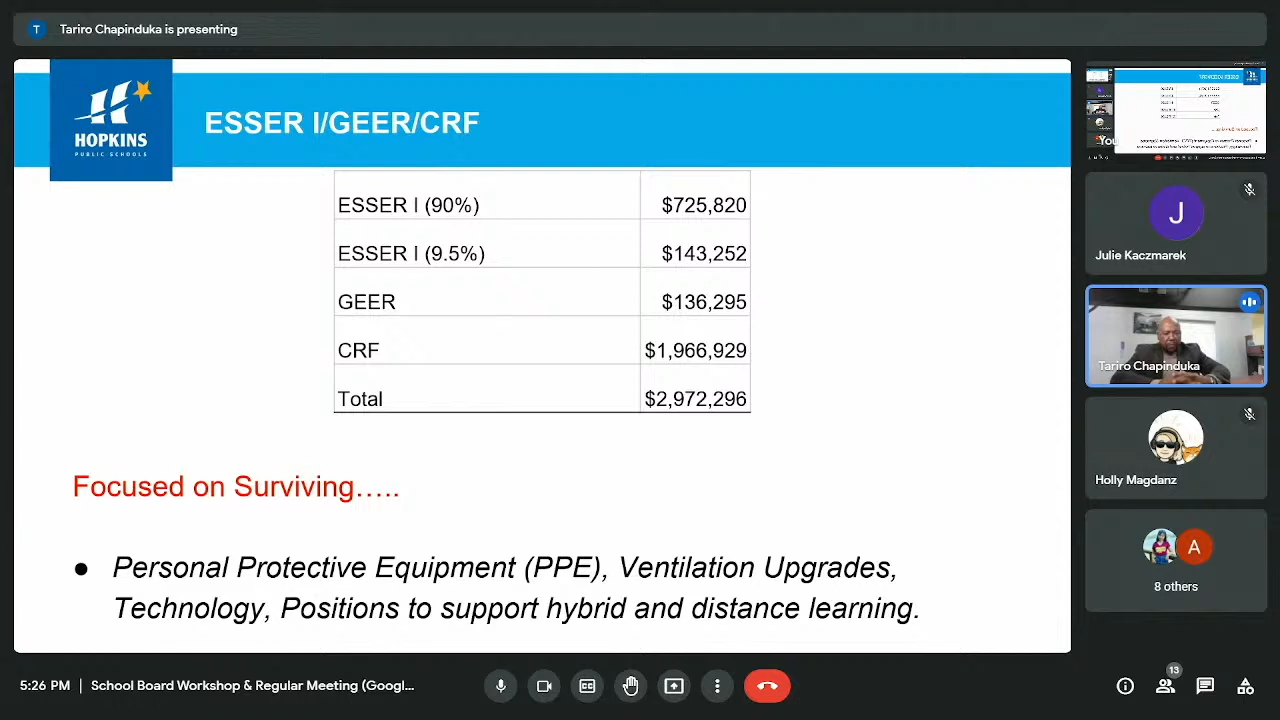 T Tariro Chapinduka is presenting
HOPKINS
PUBLIC SCHOOLS
ESSER I/GEER/CRF
ESSER I (90%) $725,820
ESSER I (9.5%) $143,252
GEER $136,295
CRF $1,966,929
Total $2,972,296
Focused on Surviving…..
● Personal Protective Equipment (PPE), Ventilation Upgrades,
Technology, Positions to support hybrid and distance learning.
You
J
Julie Kaczmarek
Tariro Chapinduka
Holly Magdanz
A
8 others
5:26 PM | School Board Workshop & Regular Meeting (Googl...
13